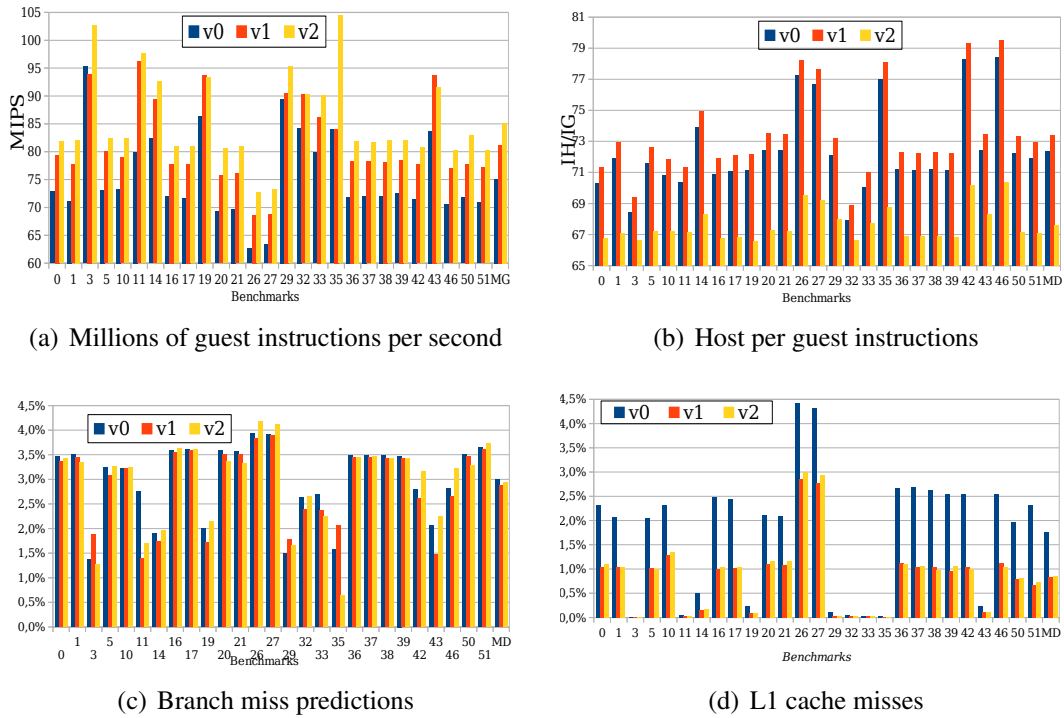 105
100
95
90
85
80
75
70
65
60
MIPS
v0 v1 v2
0 1 3 5 10 11 14 16 17 19 20 21 26 27 29 32 33 35 36 37 38 39 42 43 46 50 51 MG
Benchmarks
(a) Millions of guest instructions per second
81
79
77
75
73
71
69
67
65
IH/IG
v0 v1 v2
0 1 3 5 10 11 14 16 17 19 20 21 26 27 29 32 33 35 36 37 38 39 42 43 46 50 51 MD
Benchmarks
(b) Host per guest instructions
4,5%
4,0%
3,5%
3,0%
2,5%
2,0%
1,5%
1,0%
0,5%
0,0%
v0 v1 v2
1 5 11 16 19 21 27 32 35 37 39 43 50 MD
0 3 10 14 17 20 26 29 33 36 38 42 46 51
Benchmarks
(c) Branch miss predictions
4,5%
4,0%
3,5%
3,0%
2,5%
2,0%
1,5%
1,0%
0,5%
0,0%
v0 v1 v2
0 1 3 5 10 11 14 16 17 19 20 21 26 27 29 32 33 35 36 37 38 39 42 43 46 50 51 MD
Benchmarks
(d) L1 cache misses